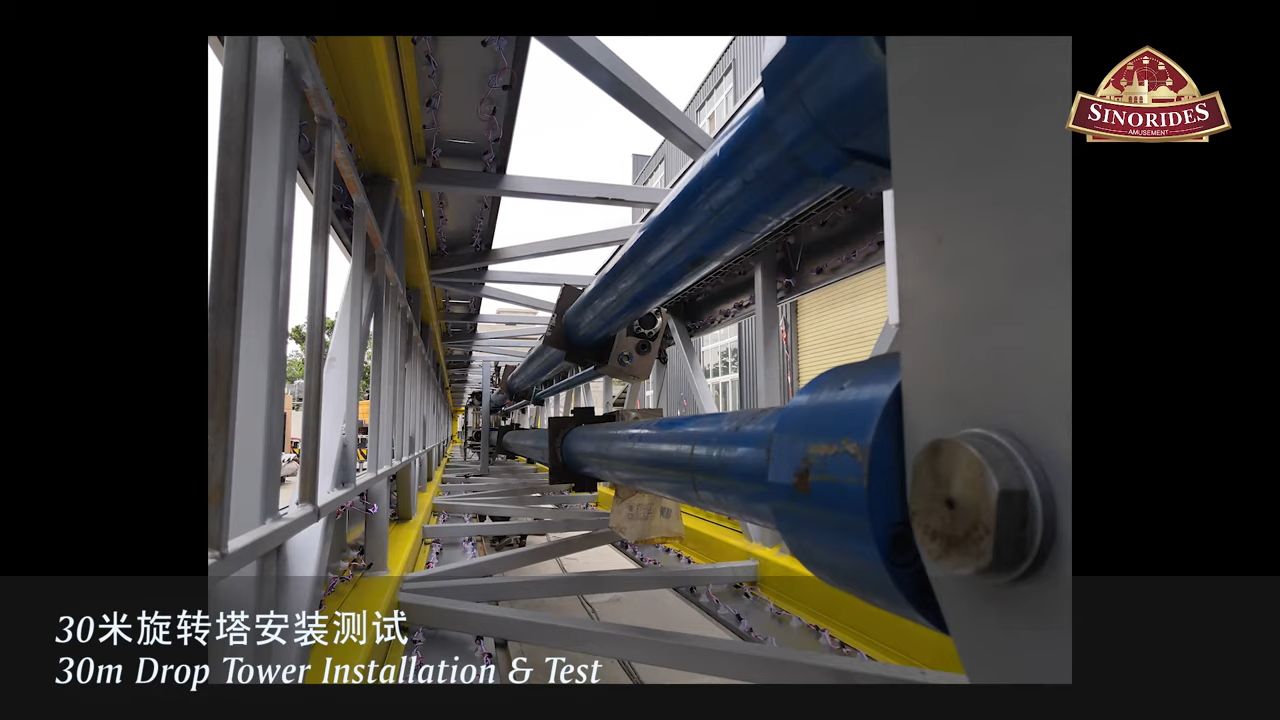 SINORIDES
AMUSEMENT
30米旋转塔安装测试
30m Drop Tower Installation & Test